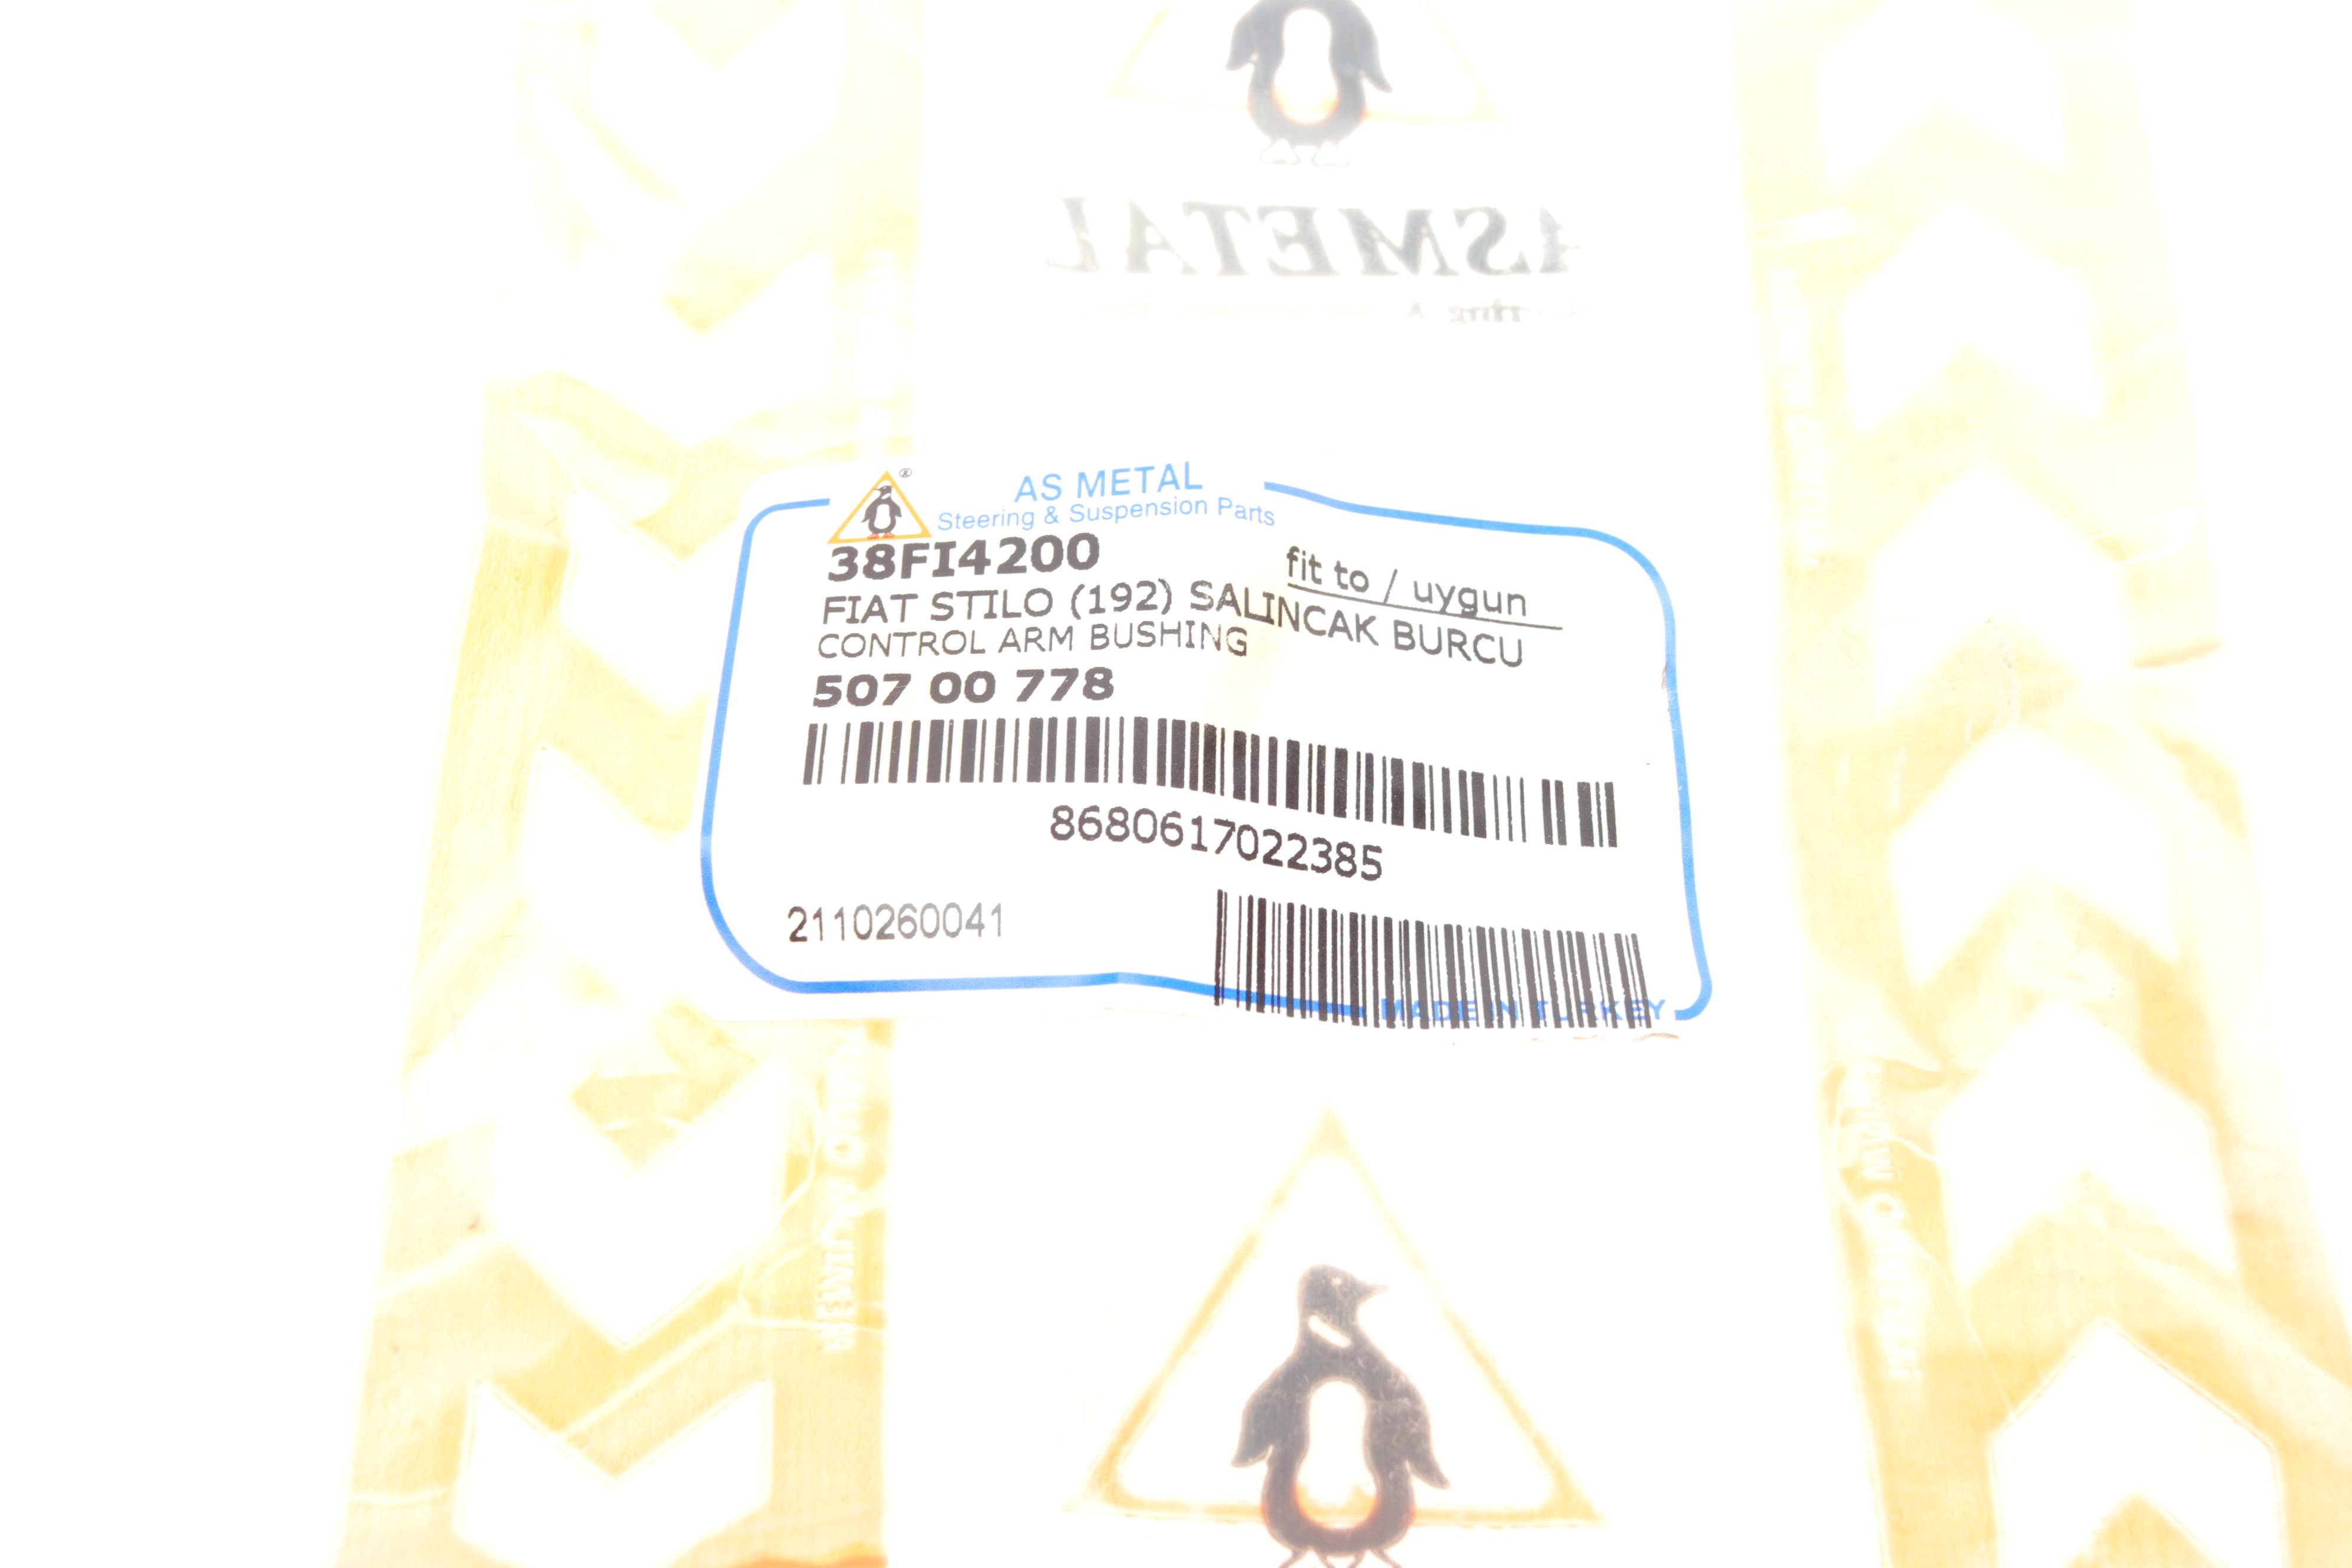 ASMETAL
®
AS METAL
Steering & Suspension Parts
38FI4200
fit to / uygun
FIAT STILO (192) SALINCAK BURCU
CONTROL ARM BUSHING
507 00 778
8680617022385
2110260041
MADE IN TURKEY